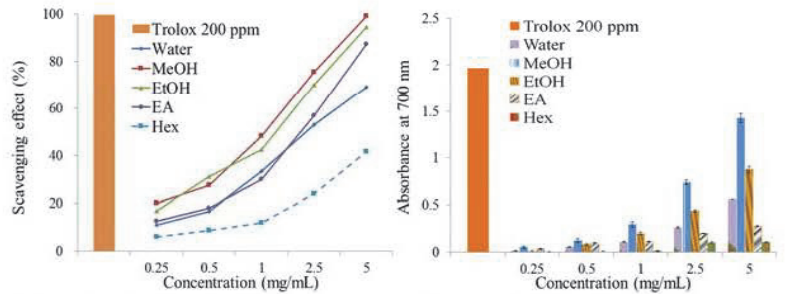 Scavenging effect (%)
100
80
60
40
20
0
Trolox 200 ppm
Water
MeOH
EtOH
EA
Hex
0.25 0.5 1 2.5 5
Concentration (mg/mL)
Absorbance at 700 nm
2.5
2
1.5
1
0.5
0
Trolox 200 ppm
Water
MeOH
EtOH
EA
Hex
0.25 0.5 1 2.5 5
Concentration (mg/mL)